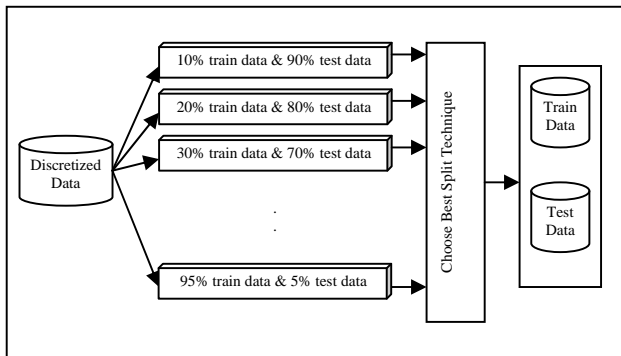 10% train data & 90% test data
20% train data & 80% test data
30% train data & 70% test data
.
.
95% train data & 5% test data
Discretized
Data
Choose Best Split Technique
Train
Data
Test
Data